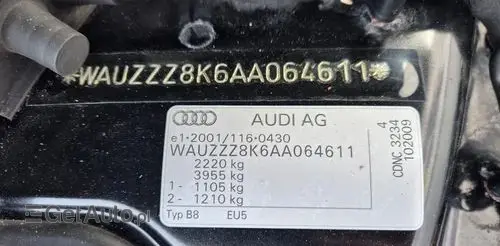 *WAUZZZ8K6AA064611*
AUDI AG
e1*2001/116*0430
WAUZZZ8K6AA064611
2220 kg
3955 kg
1- 1105 kg
2- 1210 kg
Typ B8 EU5
CDNC 3234 4
102009
GetAuto.pl